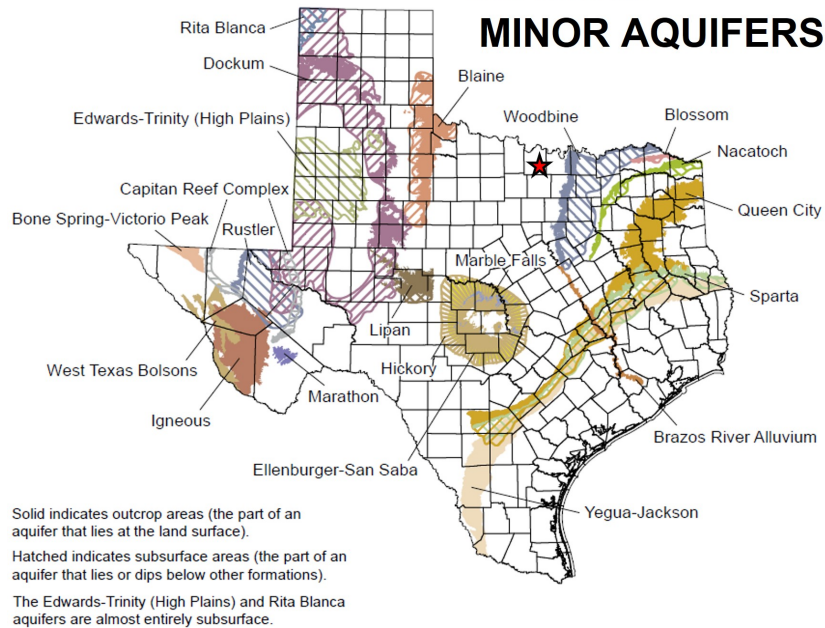 MINOR AQUIFERS
Rita Blanca
Dockum
Blaine
Edwards-Trinity (High Plains)
Woodbine
Blossom
Nacatoch
Capitan Reef Complex
Queen City
Bone Spring-Victorio Peak
Rustler
Marble Falls
Sparta
Lipan
West Texas Bolsons
Hickory
Marathon
Igneous
Brazos River Alluvium
Ellenburger-San Saba
Yegua-Jackson
Solid indicates outcrop areas (the part of an
aquifer that lies at the land surface).
Hatched indicates subsurface areas (the part of an
aquifer that lies or dips below other formations).
The Edwards-Trinity (High Plains) and Rita Blanca
aquifers are almost entirely subsurface.